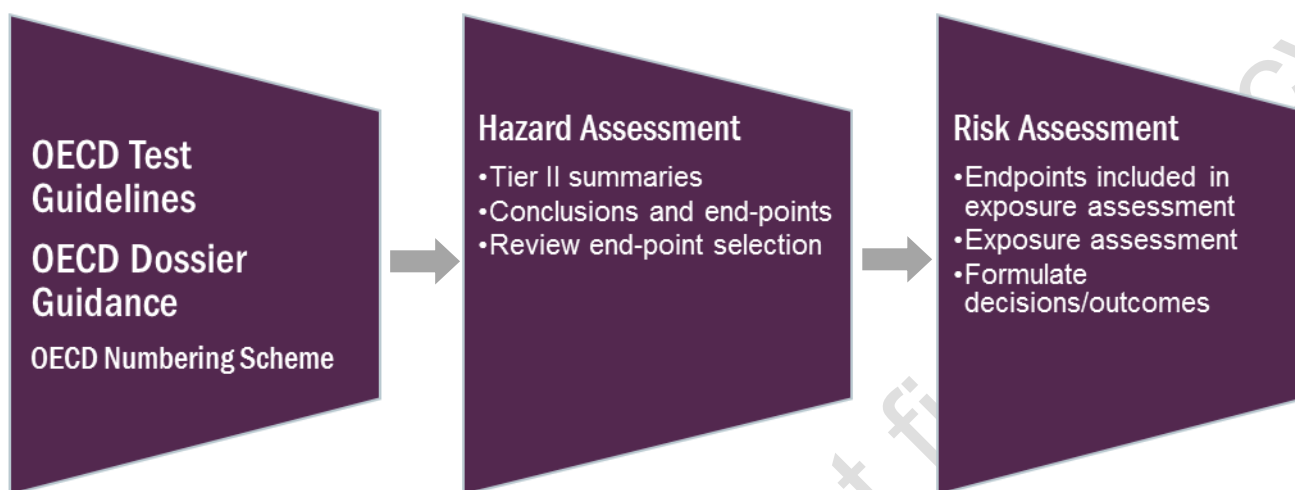 OECD Test
Guidelines
OECD Dossier
Guidance
OECD Numbering Scheme
Hazard Assessment
•Tier II summaries
•Conclusions and end-points
•Review end-point selection
Risk Assessment
•Endpoints included in
exposure assessment
•Exposure assessment
•Formulate
decisions/outcomes